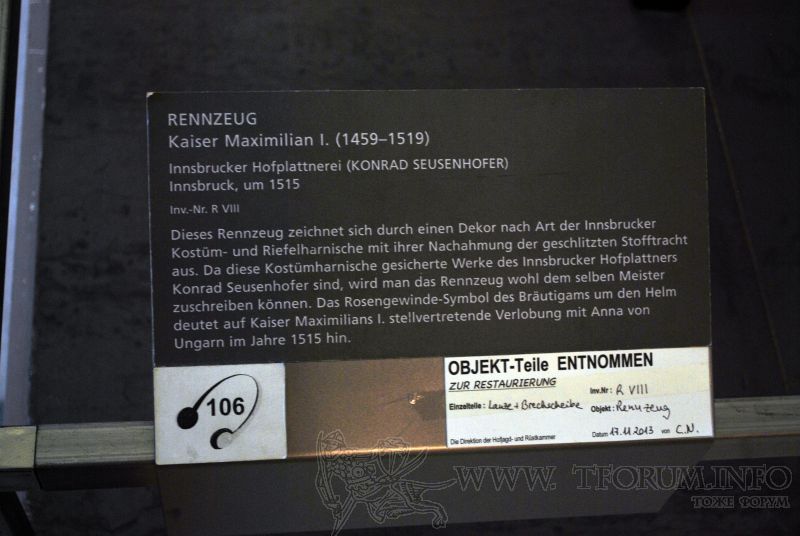 RENNZEUG
Kaiser Maximilian I. (1459–1519)
Innsbrucker Hofplattnerei (KONRAD SEUSENHOFER)
Innsbruck, um 1515
Inv.-Nr. R VIII
Dieses Rennzeug zeichnet sich durch einen Dekor nach Art der Innsbrucker
Kostüm- und Riefelharnische mit ihrer Nachahmung der geschlitzten Stofftracht
aus. Da diese Kostümharnische gesicherte Werke des Innsbrucker Hofplattners
Konrad Seusenhofer sind, wird man das Rennzeug wohl dem selben Meister
zuschreiben können. Das Rosengewinde-Symbol des Bräutigams um den Helm
deutet auf Kaiser Maximilians I. stellvertretende Verlobung mit Anna von
Ungarn im Jahre 1515 hin.
106
OBJEKT-Teile ENTNOMMEN
ZUR RESTAURIERUNG
Inv.Nr: R VIII
Einzelteile: Lanze + Brechscheibe Objekt: Rennzeug
Die Direktion der Hofjagd- und Rüstkammer Datum 17.11.2013 von C.N.
WWW. TFORUM.INFO
ТОЖЕ ФОРУМ